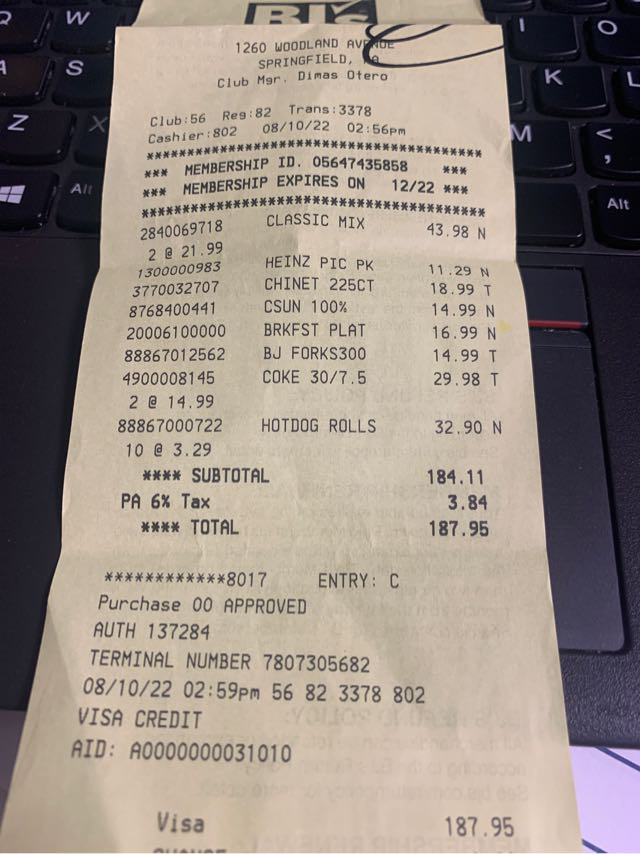 BJ's
1260 WOODLAND AVENUE
SPRINGFIELD,
Club Mgr. Dimas Otero
Club:56 Reg:82 Trans:3378
Cashier:802 08/10/22 02:56pm
******************************************
*** MEMBERSHIP ID. 05647435858 ***
*** MEMBERSHIP EXPIRES ON 12/22 ***
******************************************
2840069718 CLASSIC MIX 43.98 N
2 @ 21.99
1300000983 HEINZ PIC PK 11.29 N
3770032707 CHINET 225CT 18.99 T
8768400441 CSUN 100% 14.99 N
20006100000 BRKFST PLAT 16.99 N
88867012562 BJ FORKS300 14.99 T
4900008145 COKE 30/7.5 29.98 T
2 @ 14.99
88867000722 HOTDOG ROLLS 32.90 N
10 @ 3.29
**** SUBTOTAL 184.11
PA 6% Tax 3.84
**** TOTAL 187.95
************8017 ENTRY: C
Purchase 00 APPROVED
AUTH 137284
TERMINAL NUMBER 7807305682
08/10/22 02:59pm 56 82 3378 802
VISA CREDIT
AID: A0000000031010
Visa 187.95
Q
W
A
S
Z
X
Alt
I
O
K
L
M
<
,
Alt